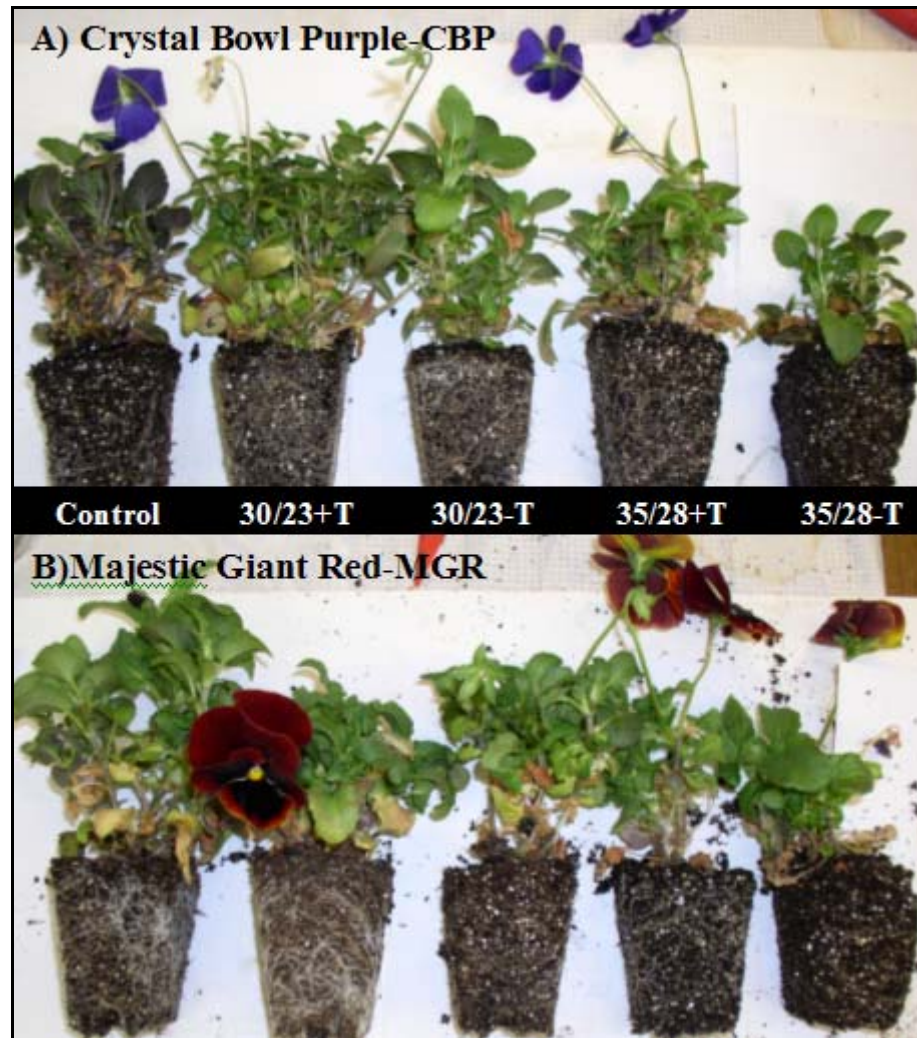 A) Crystal Bowl Purple-CBP
Control 30/23+T 30/23-T 35/28+T 35/28-T
B)Majestic Giant Red-MGR